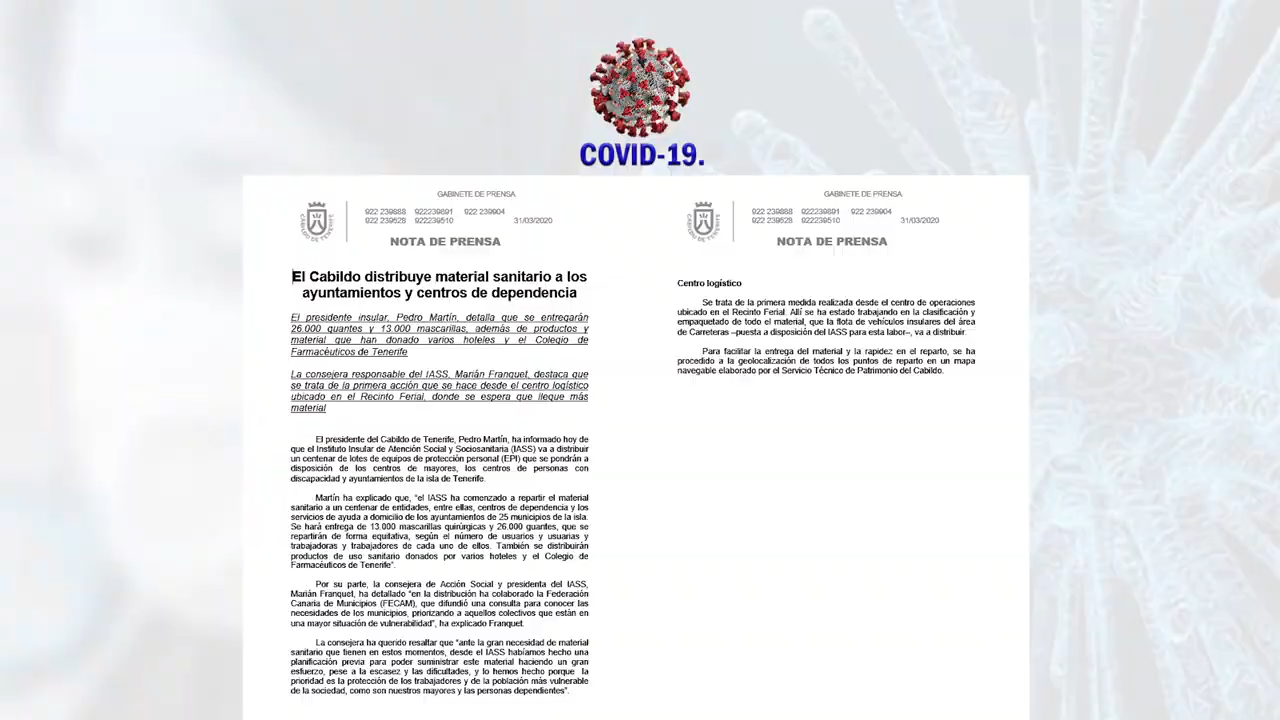 COVID-19.
GABINETE DE PRENSA
CABILDO DE TENERIFE
922 239888 922239891 922 239904
922 239528 922239510 31/03/2020
NOTA DE PRENSA
El Cabildo distribuye material sanitario a los
ayuntamientos y centros de dependencia
El presidente insular, Pedro Martín, detalla que se entregarán
26.000 guantes y 13.000 mascarillas, además de productos y
material que han donado varios hoteles y el Colegio de
Farmacéuticos de Tenerife
La consejera responsable del IASS, Marián Franquet, destaca que
se trata de la primera acción que se hace desde el centro logístico
ubicado en el Recinto Ferial, donde se espera que llegue más
material
El presidente del Cabildo de Tenerife, Pedro Martín, ha informado hoy de
que el Instituto Insular de Atención Social y Sociosanitaria (IASS) va a distribuir
un centenar de lotes de equipos de protección personal (EPI) que se pondrán a
disposición de los centros de mayores, los centros de personas con
discapacidad y ayuntamientos de la isla de Tenerife.
Martín ha explicado que, “el IASS ha comenzado a repartir el material
sanitario a un centenar de entidades, entre ellas, centros de dependencia y los
servicios de ayuda a domicilio de los ayuntamientos de 25 municipios de la isla.
Se hará entrega de 13.000 mascarillas quirúrgicas y 26.000 guantes, que se
repartirán de forma equitativa, según el número de usuarios y usuarias y
trabajadoras y trabajadores de cada uno de ellos. También se distribuirán
productos de uso sanitario donados por varios hoteles y el Colegio de
Farmacéuticos de Tenerife”.
Por su parte, la consejera de Acción Social y presidenta del IASS,
Marián Franquet, ha detallado “en la distribución ha colaborado la Federación
Canaria de Municipios (FECAM), que difundió una consulta para conocer las
necesidades de los municipios, priorizando a aquellos colectivos que están en
una mayor situación de vulnerabilidad”, ha explicado Franquet.
La consejera ha querido resaltar que “ante la gran necesidad de material
sanitario que tienen en estos momentos, desde el IASS habíamos hecho una
planificación previa para poder suministrar este material haciendo un gran
esfuerzo, pese a la escasez y las dificultades, y lo hemos hecho porque la
prioridad es la protección de los trabajadores y de la población más vulnerable
de la sociedad, como son nuestros mayores y las personas dependientes”.
GABINETE DE PRENSA
CABILDO DE TENERIFE
922 239888 922239891 922 239904
922 239528 922239510 31/03/2020
NOTA DE PRENSA
Centro logístico
Se trata de la primera medida realizada desde el centro de operaciones
ubicado en el Recinto Ferial. Allí se ha estado trabajando en la clasificación y
empaquetado de todo el material, que la flota de vehículos insulares del área
de Carreteras –puesta a disposición del IASS para esta labor–, va a distribuir.
Para facilitar la entrega del material y la rapidez en el reparto, se ha
procedido a la geolocalización de todos los puntos de reparto en un mapa
navegable elaborado por el Servicio Técnico de Patrimonio del Cabildo.